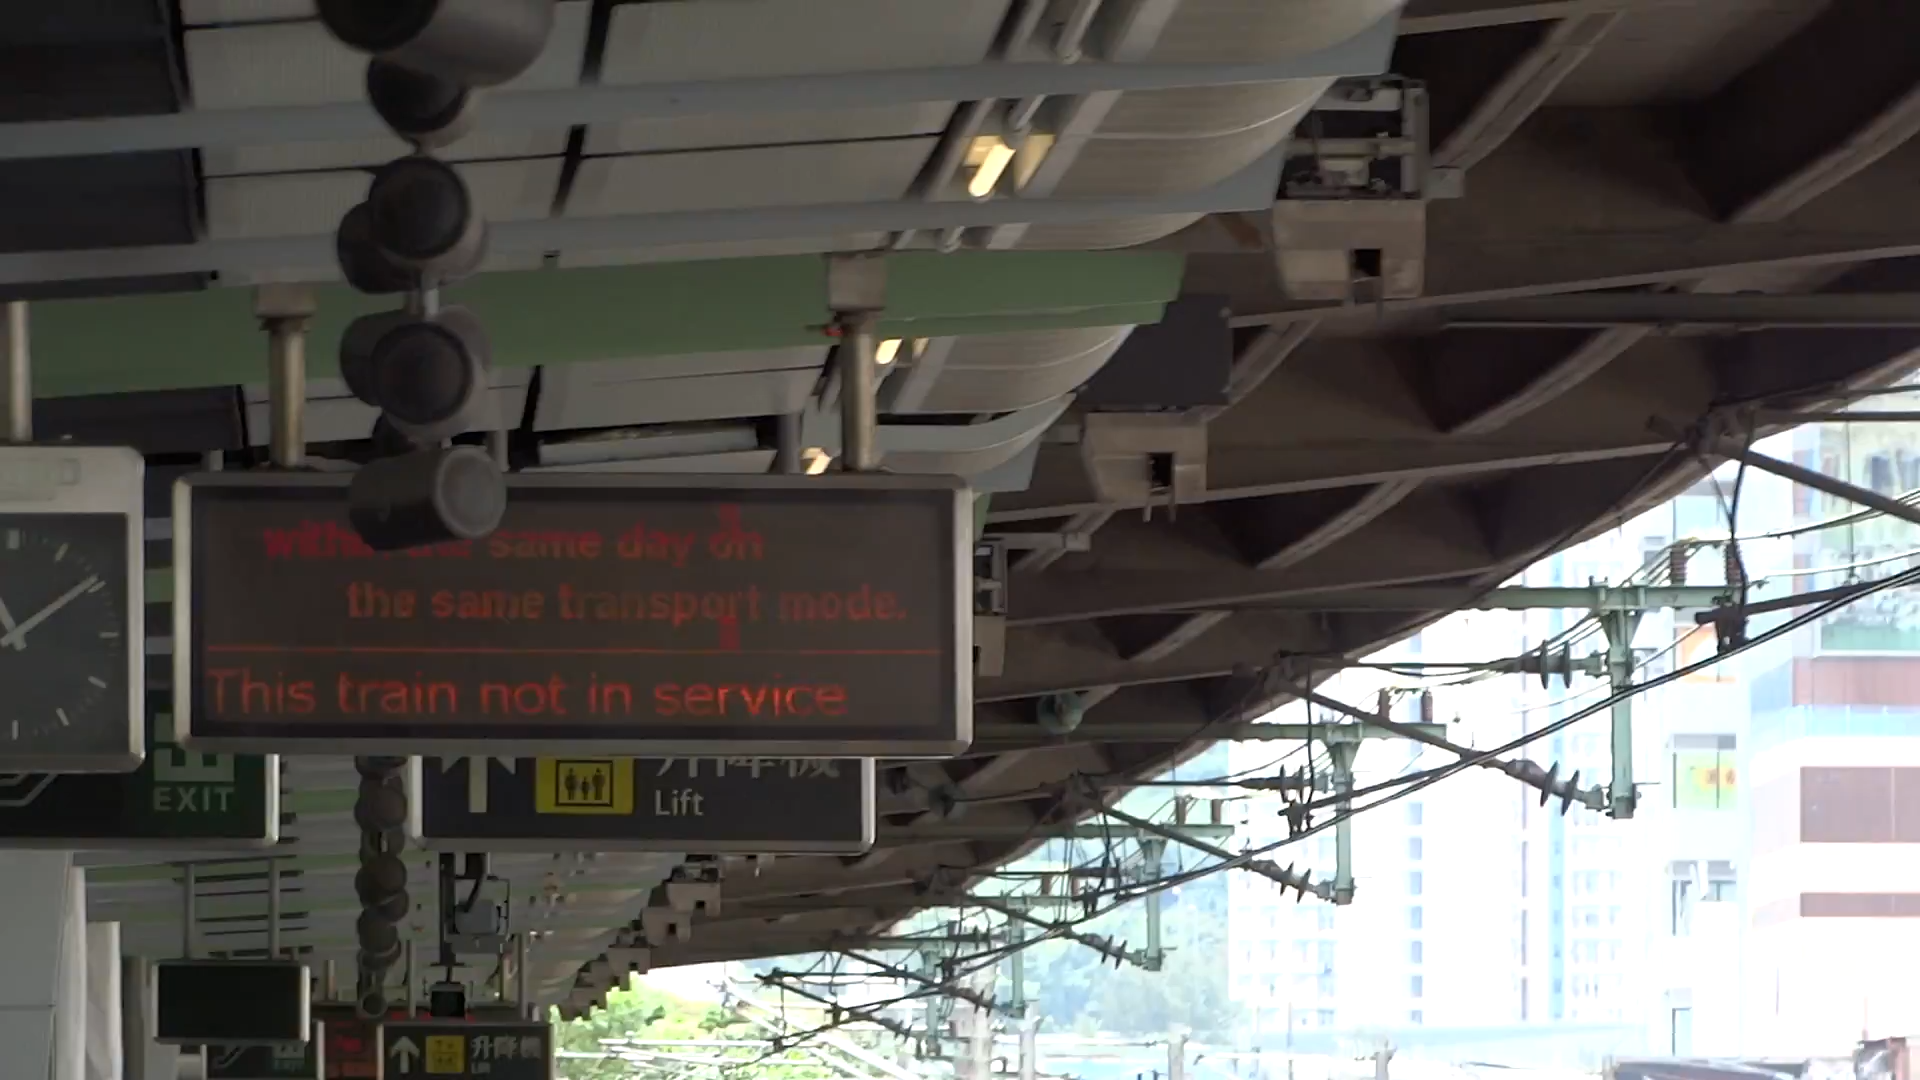 same day on
the same transport mode.
This train not in service
EXIT
升降機
Lift
升降機
Lift